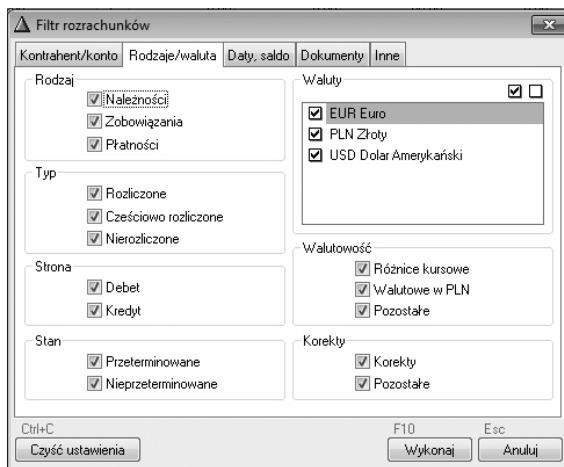 Filtr rozrachunków
Kontrahent/konto Rodzaje/waluta Daty, saldo Dokumenty Inne
Rodzaj
Należności
Zobowiązania
Płatności
Typ
Rozliczone
Cześciowo rozliczone
Nierozliczone
Strona
Debet
Kredyt
Stan
Przeterminowane
Nieprzeterminowane
Waluty
EUR Euro
PLN Złoty
USD Dolar Amerykański
Walutowość
Różnice kursowe
Walutowe w PLN
Pozostałe
Korekty
Korekty
Pozostałe
Ctrl+C F10 Esc
Czyść ustawienia Wykonaj Anuluj